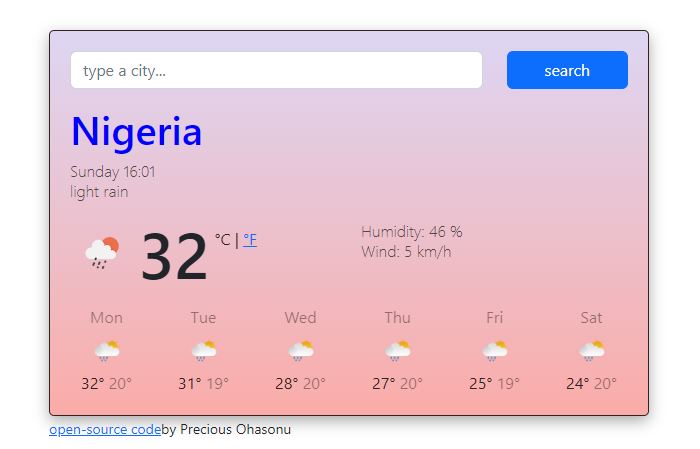 type a city...
search
Nigeria
Sunday 16:01
light rain
32 °C | °F
Humidity: 46 %
Wind: 5 km/h
Mon Tue Wed Thu Fri Sat
32° 20° 31° 19° 28° 20° 27° 20° 25° 19° 24° 20°
open-source codeby Precious Ohasonu